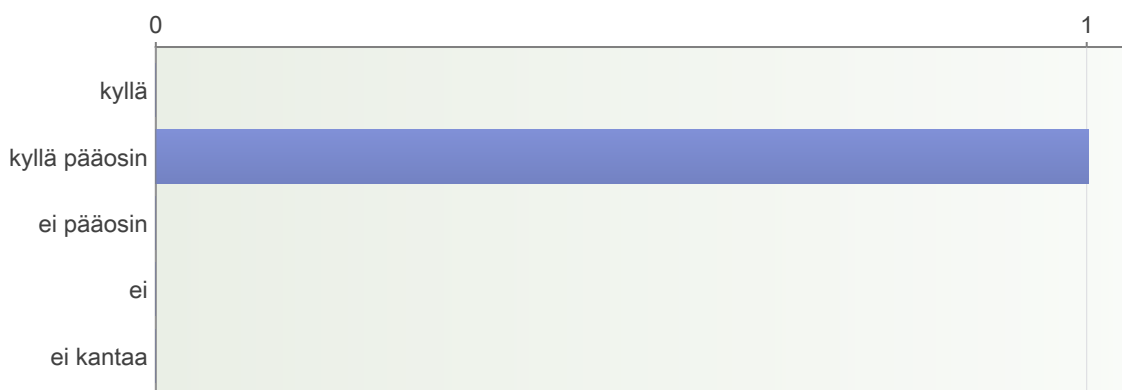 0 1
kyllä
kyllä pääosin
ei pääosin
ei
ei kantaa